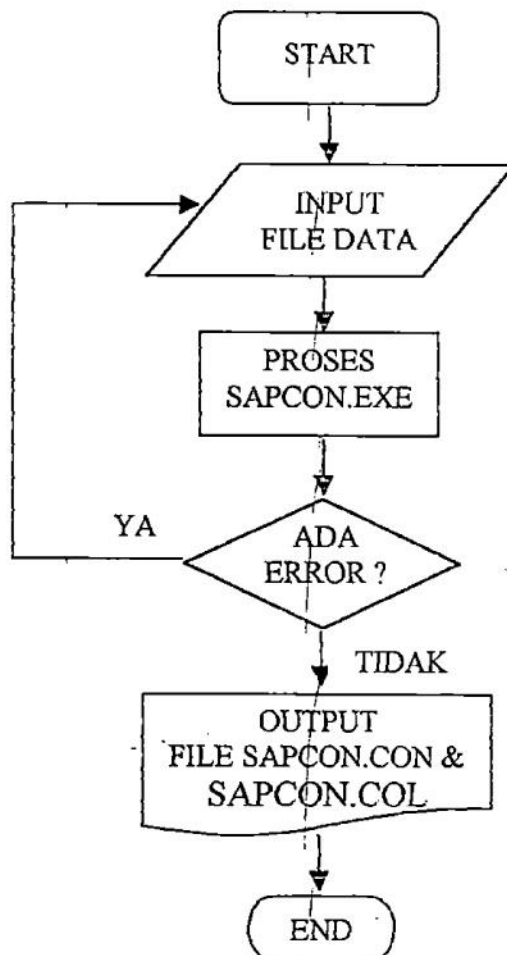 START
INPUT
FILE DATA
PROSES
SAPCON.EXE
YA
ADA
ERROR ?
TIDAK
OUTPUT
FILE SAPCON.CON &
SAPCON.COL
END